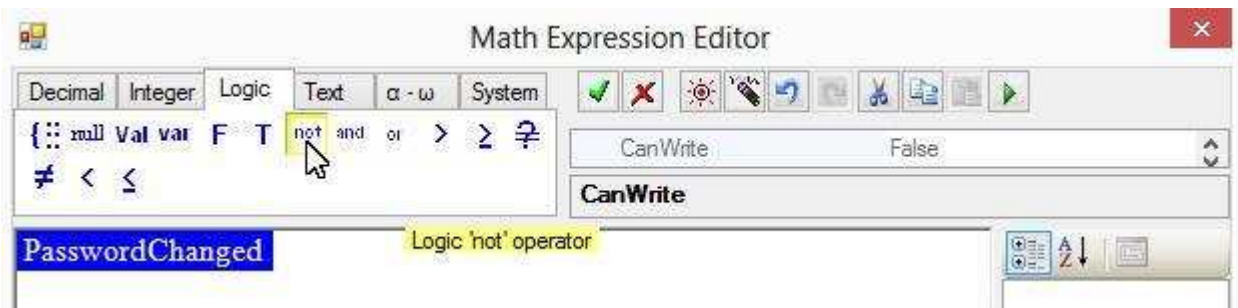 Math Expression Editor
Decimal Integer Logic Text α - ω System
null Val var F T not and or > ≥
≠ < ≤
CanWrite False
CanWrite
PasswordChanged
Logic 'not' operator
A
Z